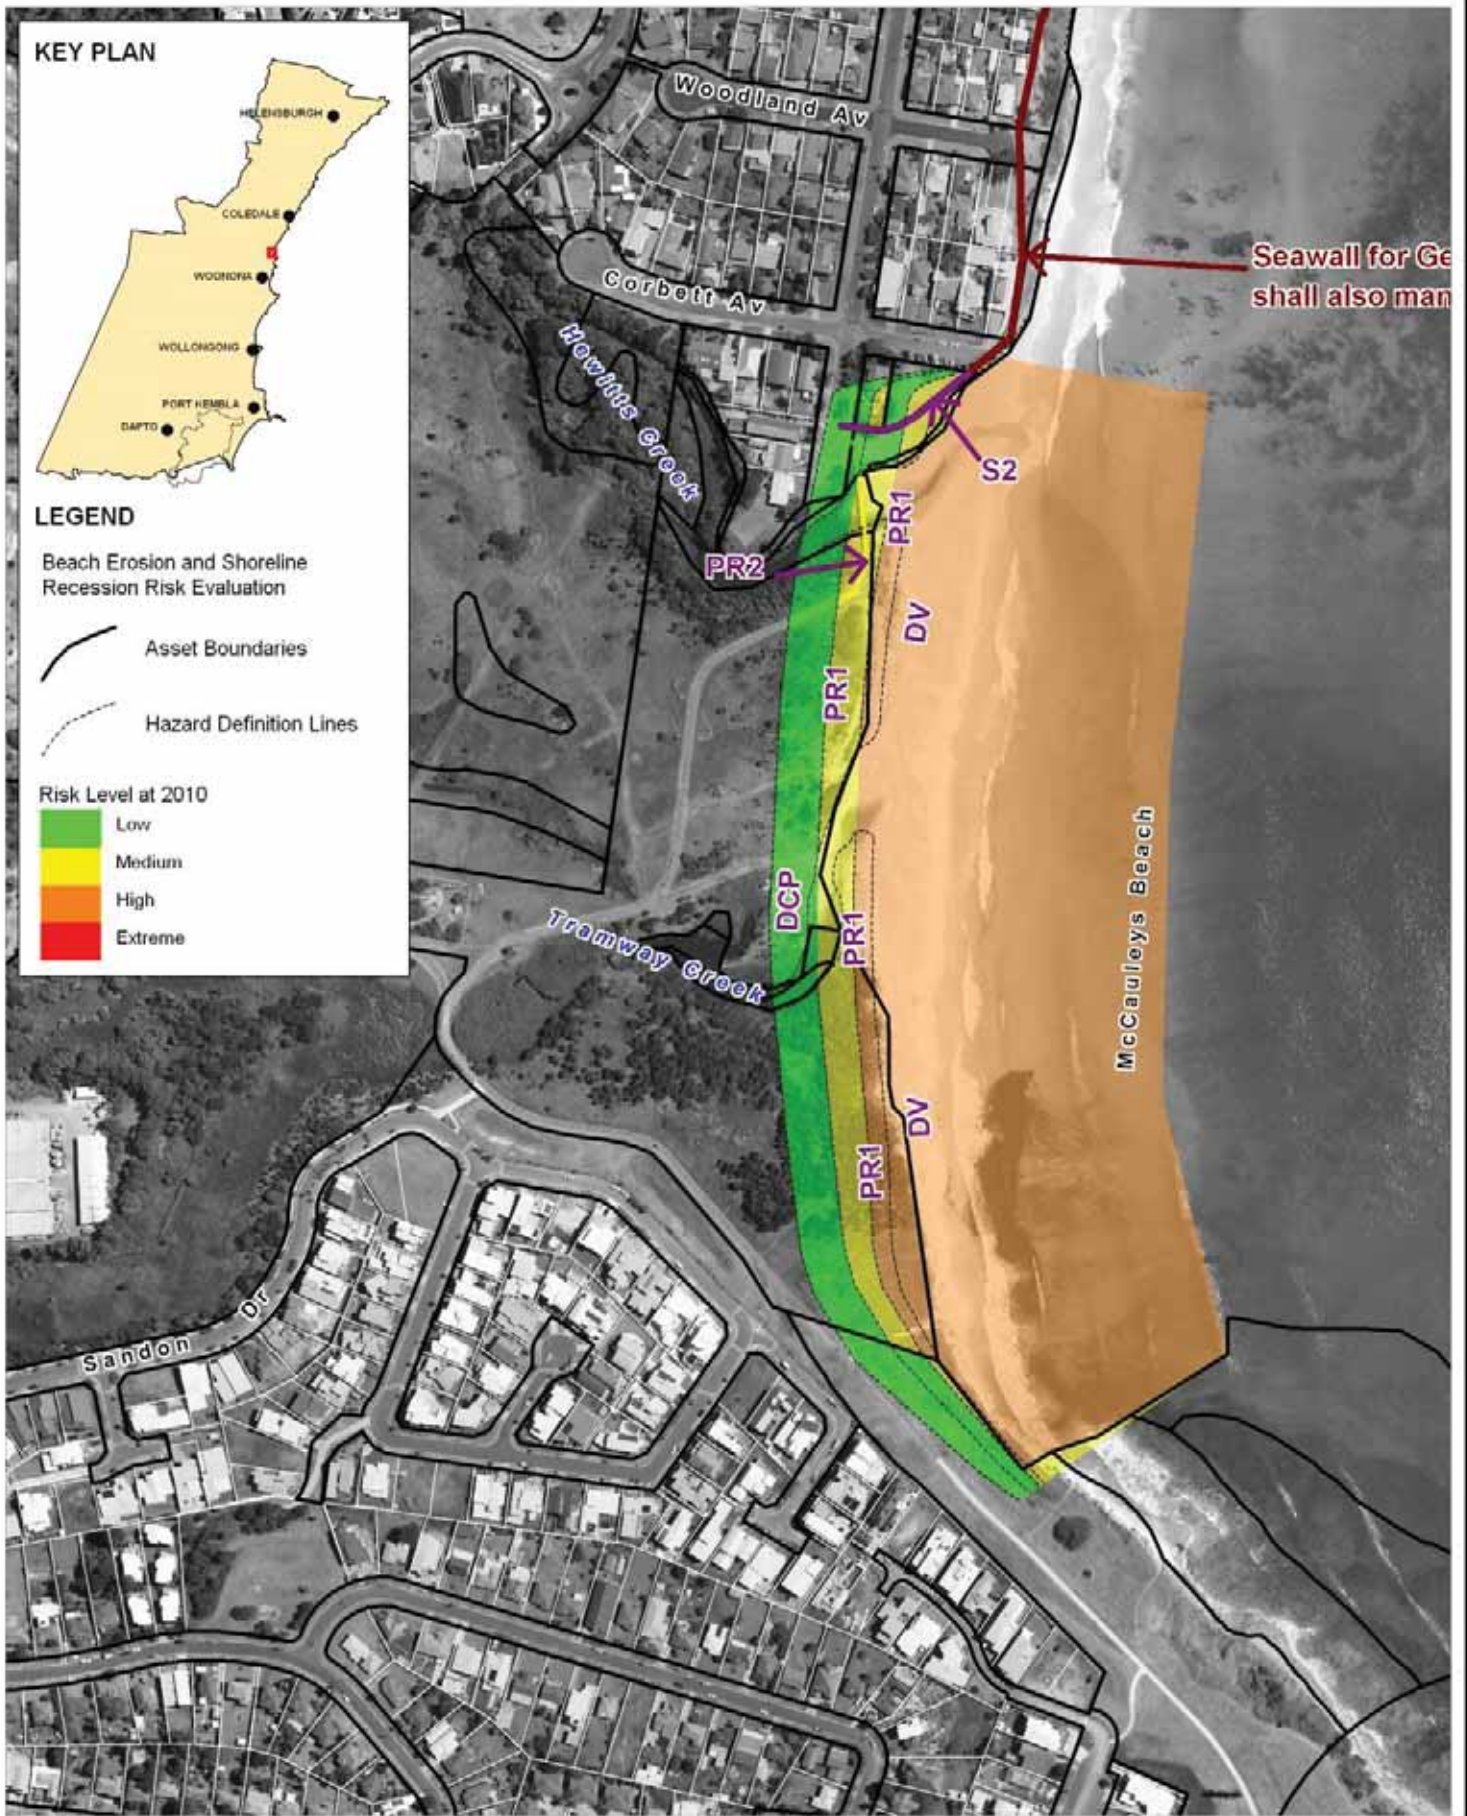 KEY PLAN
HELENSBURGH
COLEDALE
WOONONA
WOLLONGONG
PORT KEMBLA
DAPTO
LEGEND
Beach Erosion and Shoreline
Recession Risk Evaluation
Asset Boundaries
Hazard Definition Lines
Risk Level at 2010
Low
Medium
High
Extreme
Woodland Av
Seawall for Ge
shall also man
Corbett Av
Hewitts Creek
S2
PR1
PR2
DV
PR1
DCP
PR1
Tramway Creek
McCauleys Beach
DV
PR1
Sandon Dr